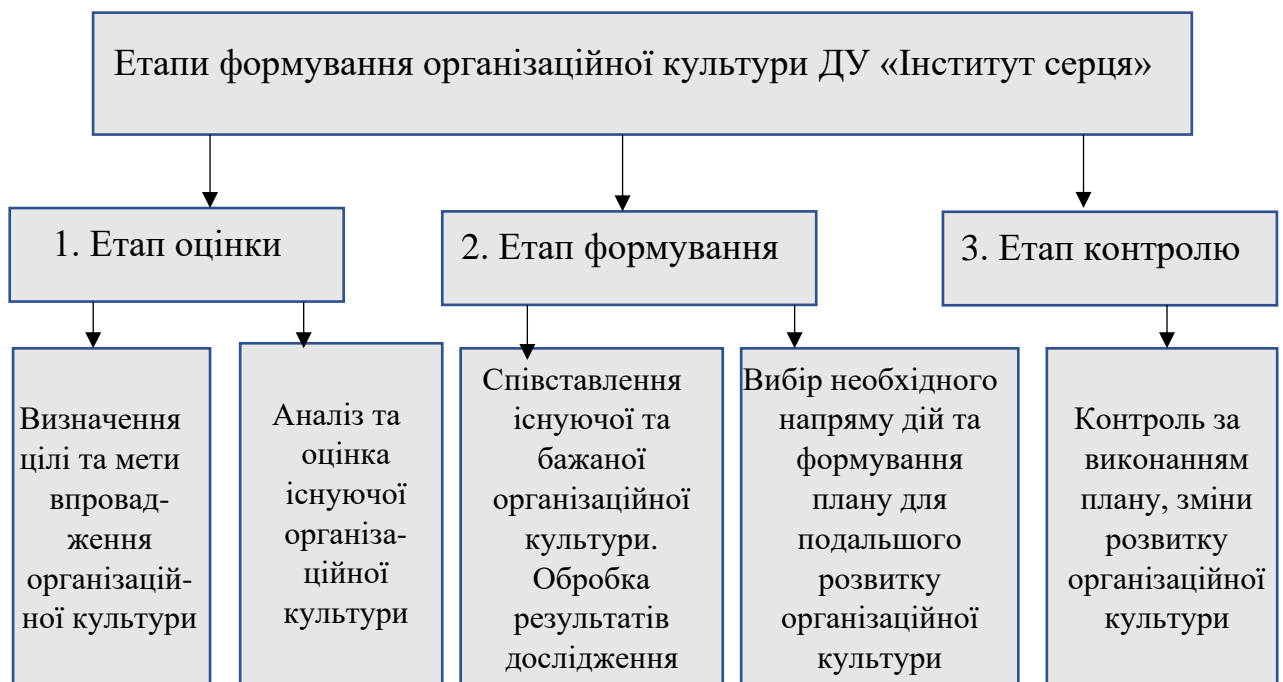 Етапи формування організаційної культури ДУ «Інститут серця»
1. Етап оцінки
2. Етап формування
3. Етап контролю
Визначення
цілі та мети
впровад-
ження
організацій-
ної культури
Аналіз та
оцінка
існуючої
організа-
ційної
культури
Співставлення
існуючої та
бажаної
організаційної
культури.
Обробка
результатів
дослідження
Вибір необхідного
напряму дій та
формування
плану для
подальшого
розвитку
організаційної
культури
Контроль за
виконанням
плану, зміни
розвитку
організаційної
культури